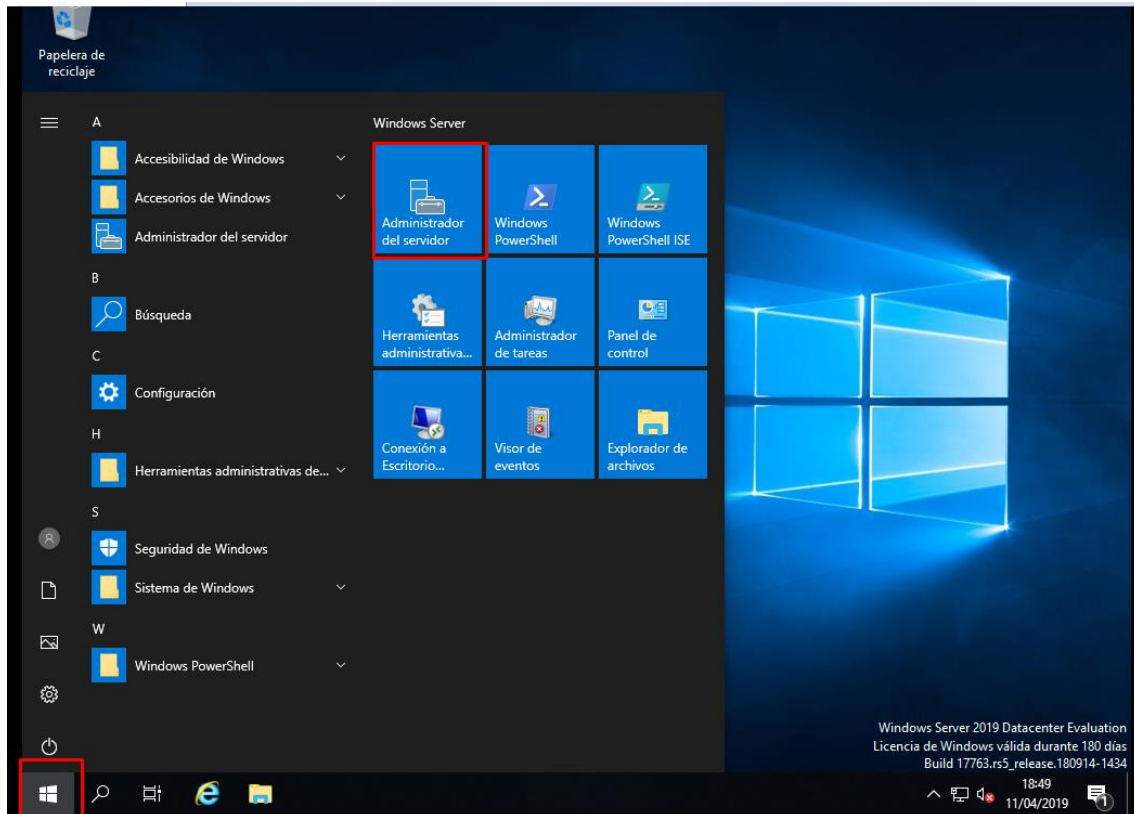 Papelera de
reciclaje
A
Accesibilidad de Windows
Accesorios de Windows
Administrador del servidor
B
Búsqueda
C
Configuración
H
Herramientas administrativas de...
S
Seguridad de Windows
Sistema de Windows
W
Windows PowerShell
Windows Server
Administrador
del servidor
Windows
PowerShell
Windows
PowerShell ISE
Herramientas
administrativa...
Administrador
de tareas
Panel de
control
Conexión a
Escritorio...
Visor de
eventos
Explorador de
archivos
Windows Server 2019 Datacenter Evaluation
Licencia de Windows válida durante 180 días
Build 17763.rs5_release.180914-1434
18:49
11/04/2019
1